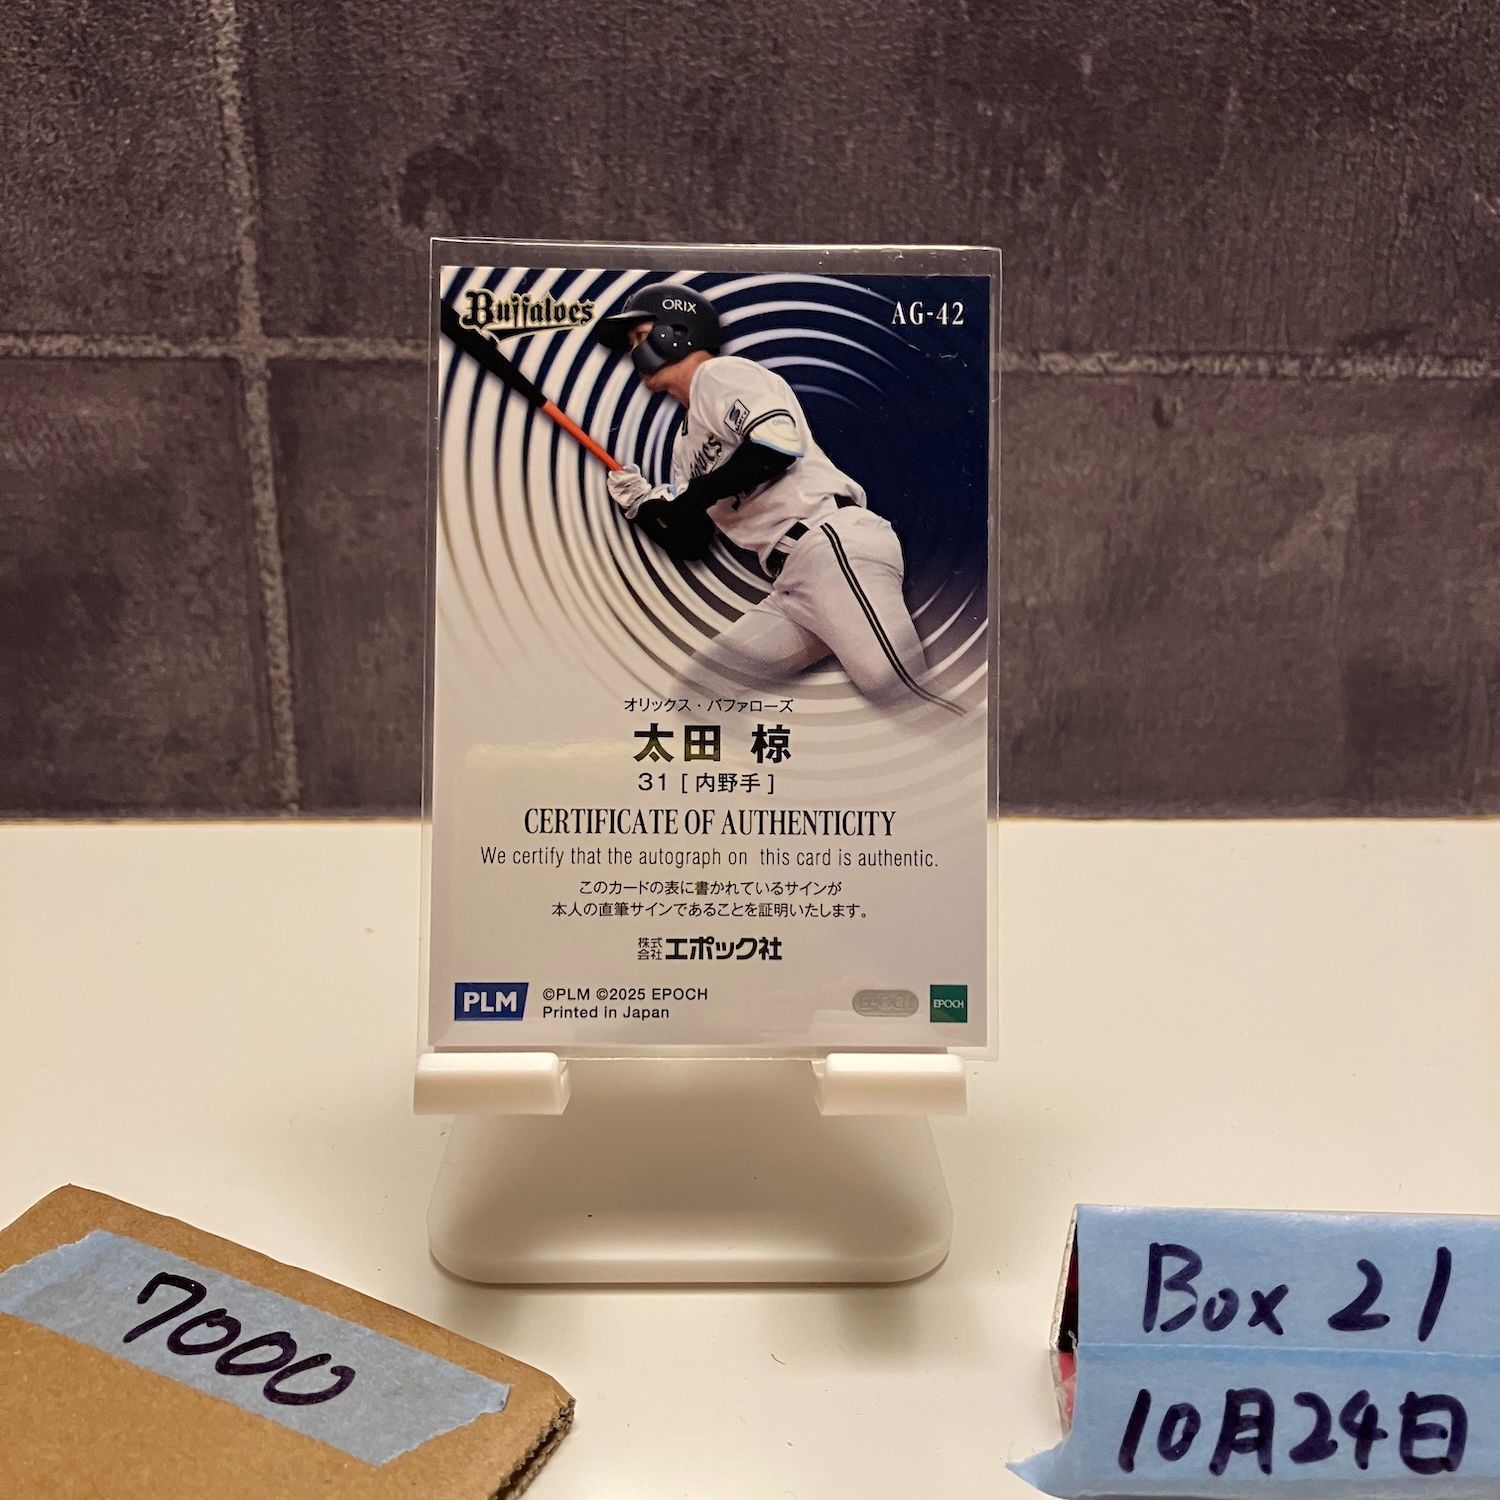 Buffaloes
ORIX
AG-42
オリックス・バファローズ
太田 椋
31 [ 内野手 ]
CERTIFICATE OF AUTHENTICITY
We certify that the autograph on this card is authentic.
このカードの表に書かれているサインが
本人の直筆サインであることを証明いたします。
株式会社エポック社
PLM
©PLM ©2025 EPOCH
Printed in Japan
EPOCH
EPOCH
7000
Box 21
10月24日